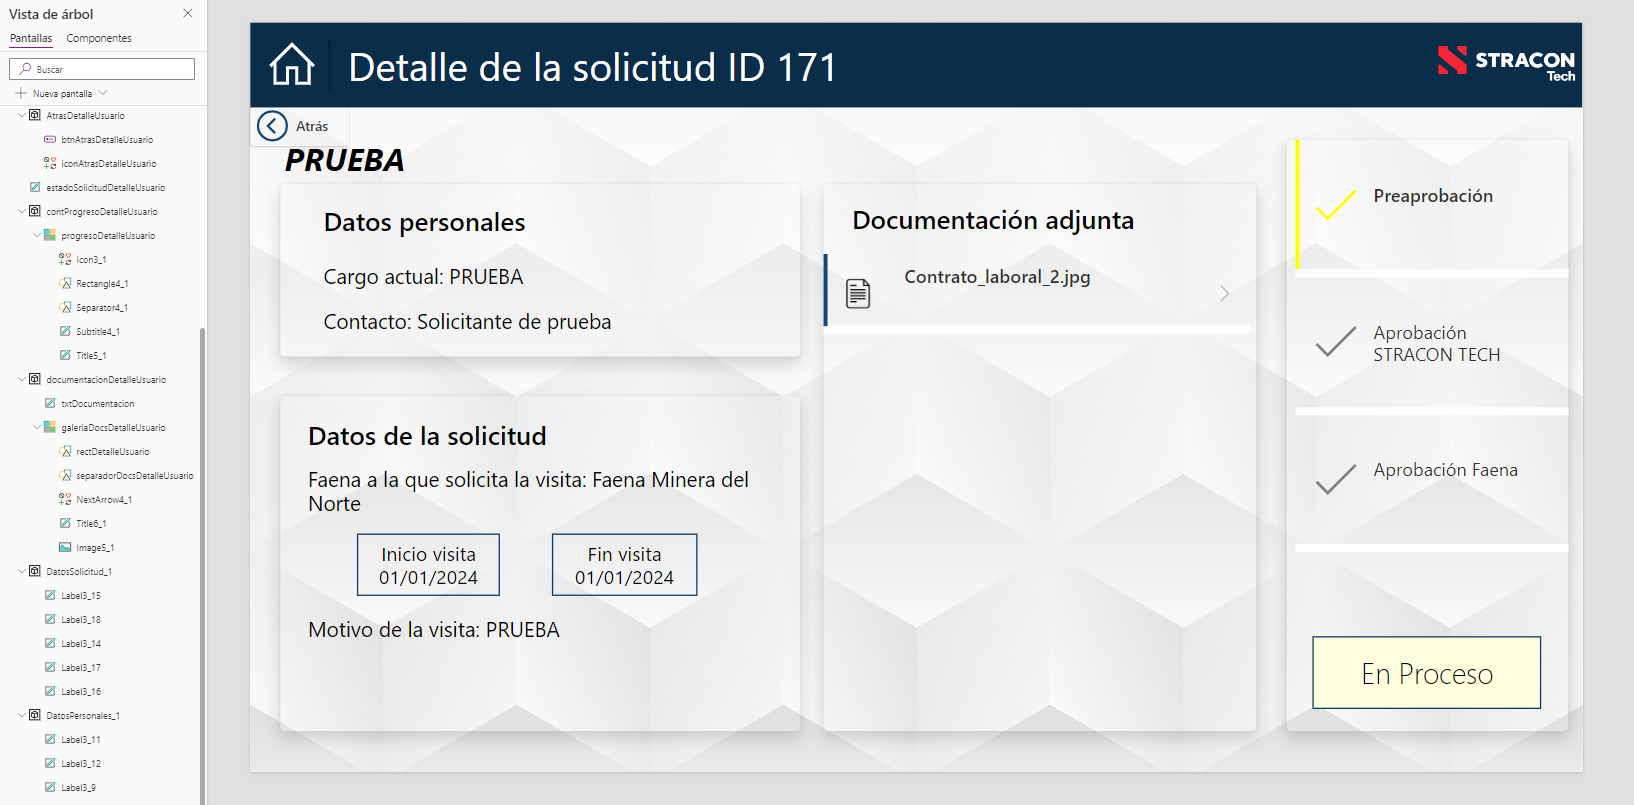 Vista de árbol
Pantallas
Componentes
Buscar
Nueva pantalla
AtrasDetalleUsuario
btnAtrasDetalleUsuario
iconAtrasDetalleUsuario
estadoSolicitudDetalleUsuario
contProgresoDetalleUsuario
progresoDetalleUsuario
Icon3_1
Rectangle4_1
Separator4_1
Subtitle4_1
Title5_1
documentacionDetalleUsuario
txtDocumentacion
galeriaDocsDetalleUsuario
rectDetalleUsuario
separadorDocsDetalleUsuario
NextArrow4_1
Title6_1
Image5_1
DatosSolicitud_1
Label3_15
Label3_18
Label3_14
Label3_17
Label3_16
DatosPersonales_1
Label3_11
Label3_12
Label3_9
Detalle de la solicitud ID 171
STRACON
Tech
Atrás
PRUEBA
Datos personales
Cargo actual: PRUEBA
Contacto: Solicitante de prueba
Datos de la solicitud
Faena a la que solicita la visita: Faena Minera del
Norte
Inicio visita
01/01/2024
Fin visita
01/01/2024
Motivo de la visita: PRUEBA
Documentación adjunta
Contrato_laboral_2.jpg
Preaprobación
Aprobación
STRACON TECH
Aprobación Faena
En Proceso